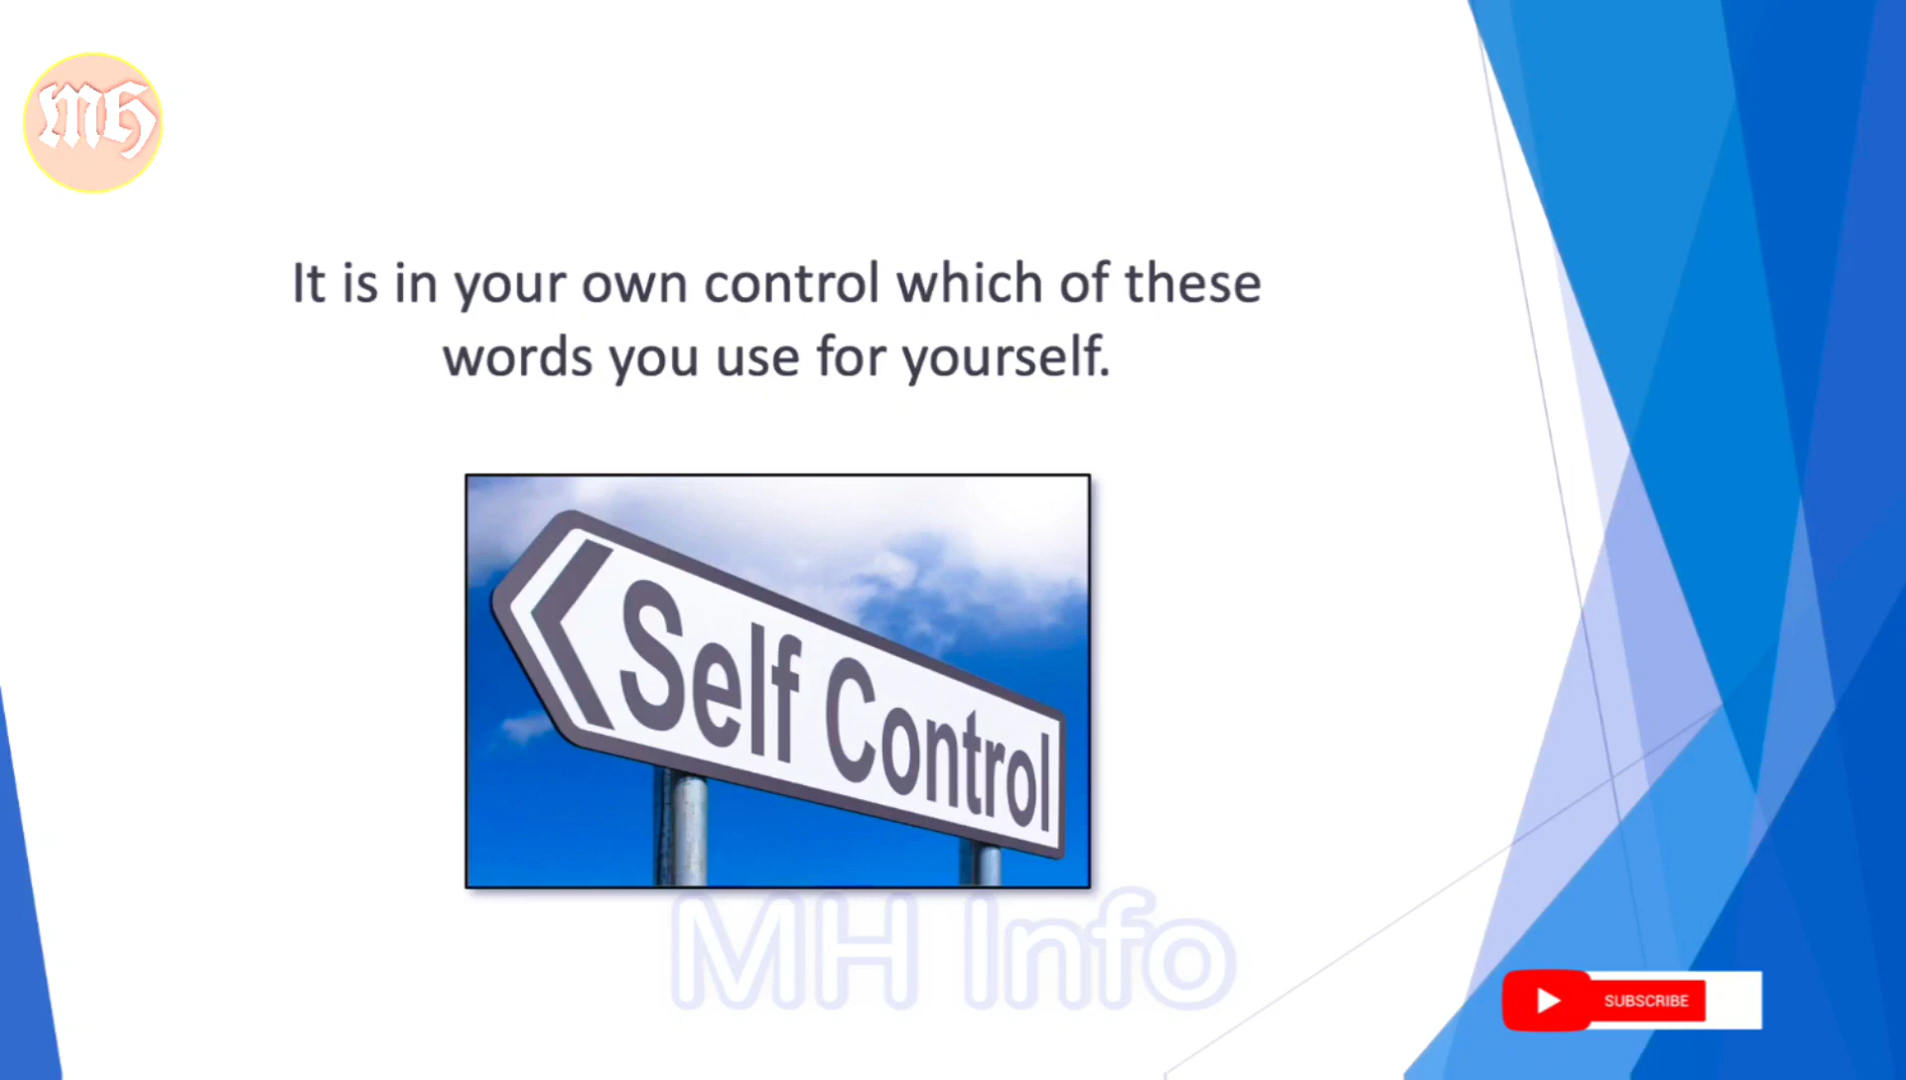 MH
It is in your own control which of these
words you use for yourself.
Self Control
MH Info
SUBSCRIBE